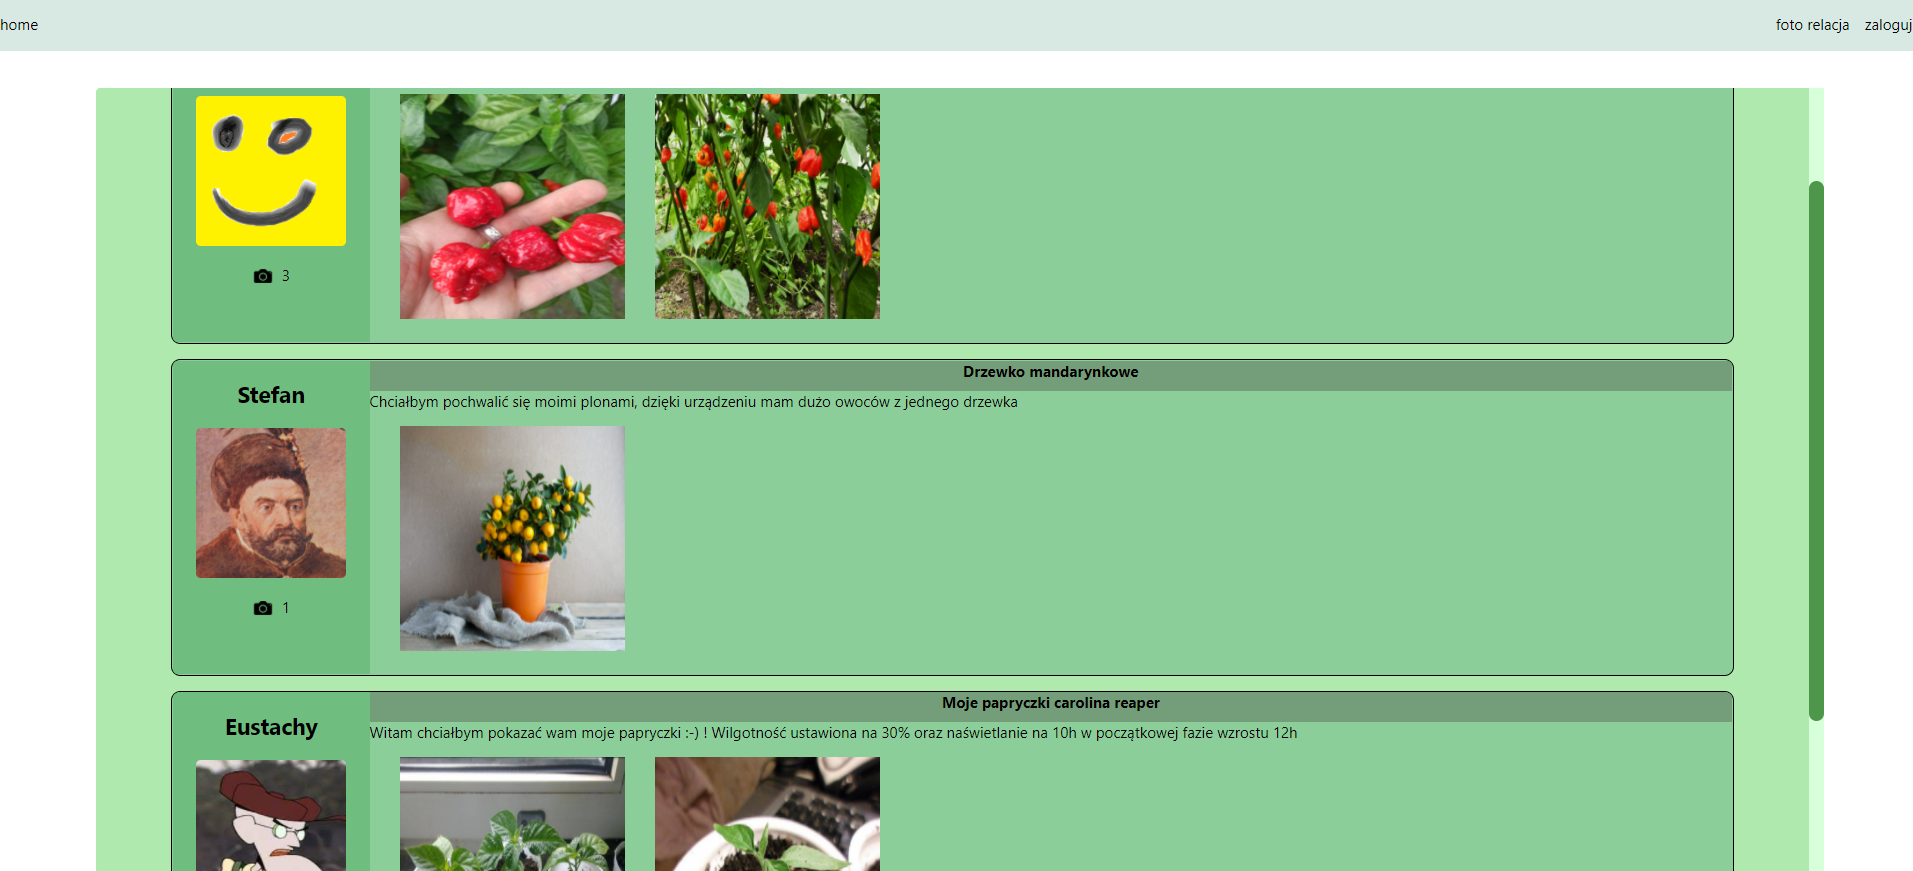 home
foto relacja
zaloguj
3
Stefan
Drzewko mandarynkowe
Chciałbym pochwalić się moimi plonami, dzięki urządzeniu mam dużo owoców z jednego drzewka
1
Eustachy
Moje papryczki carolina reaper
Witam chciałbym pokazać wam moje papryczki :-) ! Wilgotność ustawiona na 30% oraz naświetlanie na 10h w początkowej fazie wzrostu 12h